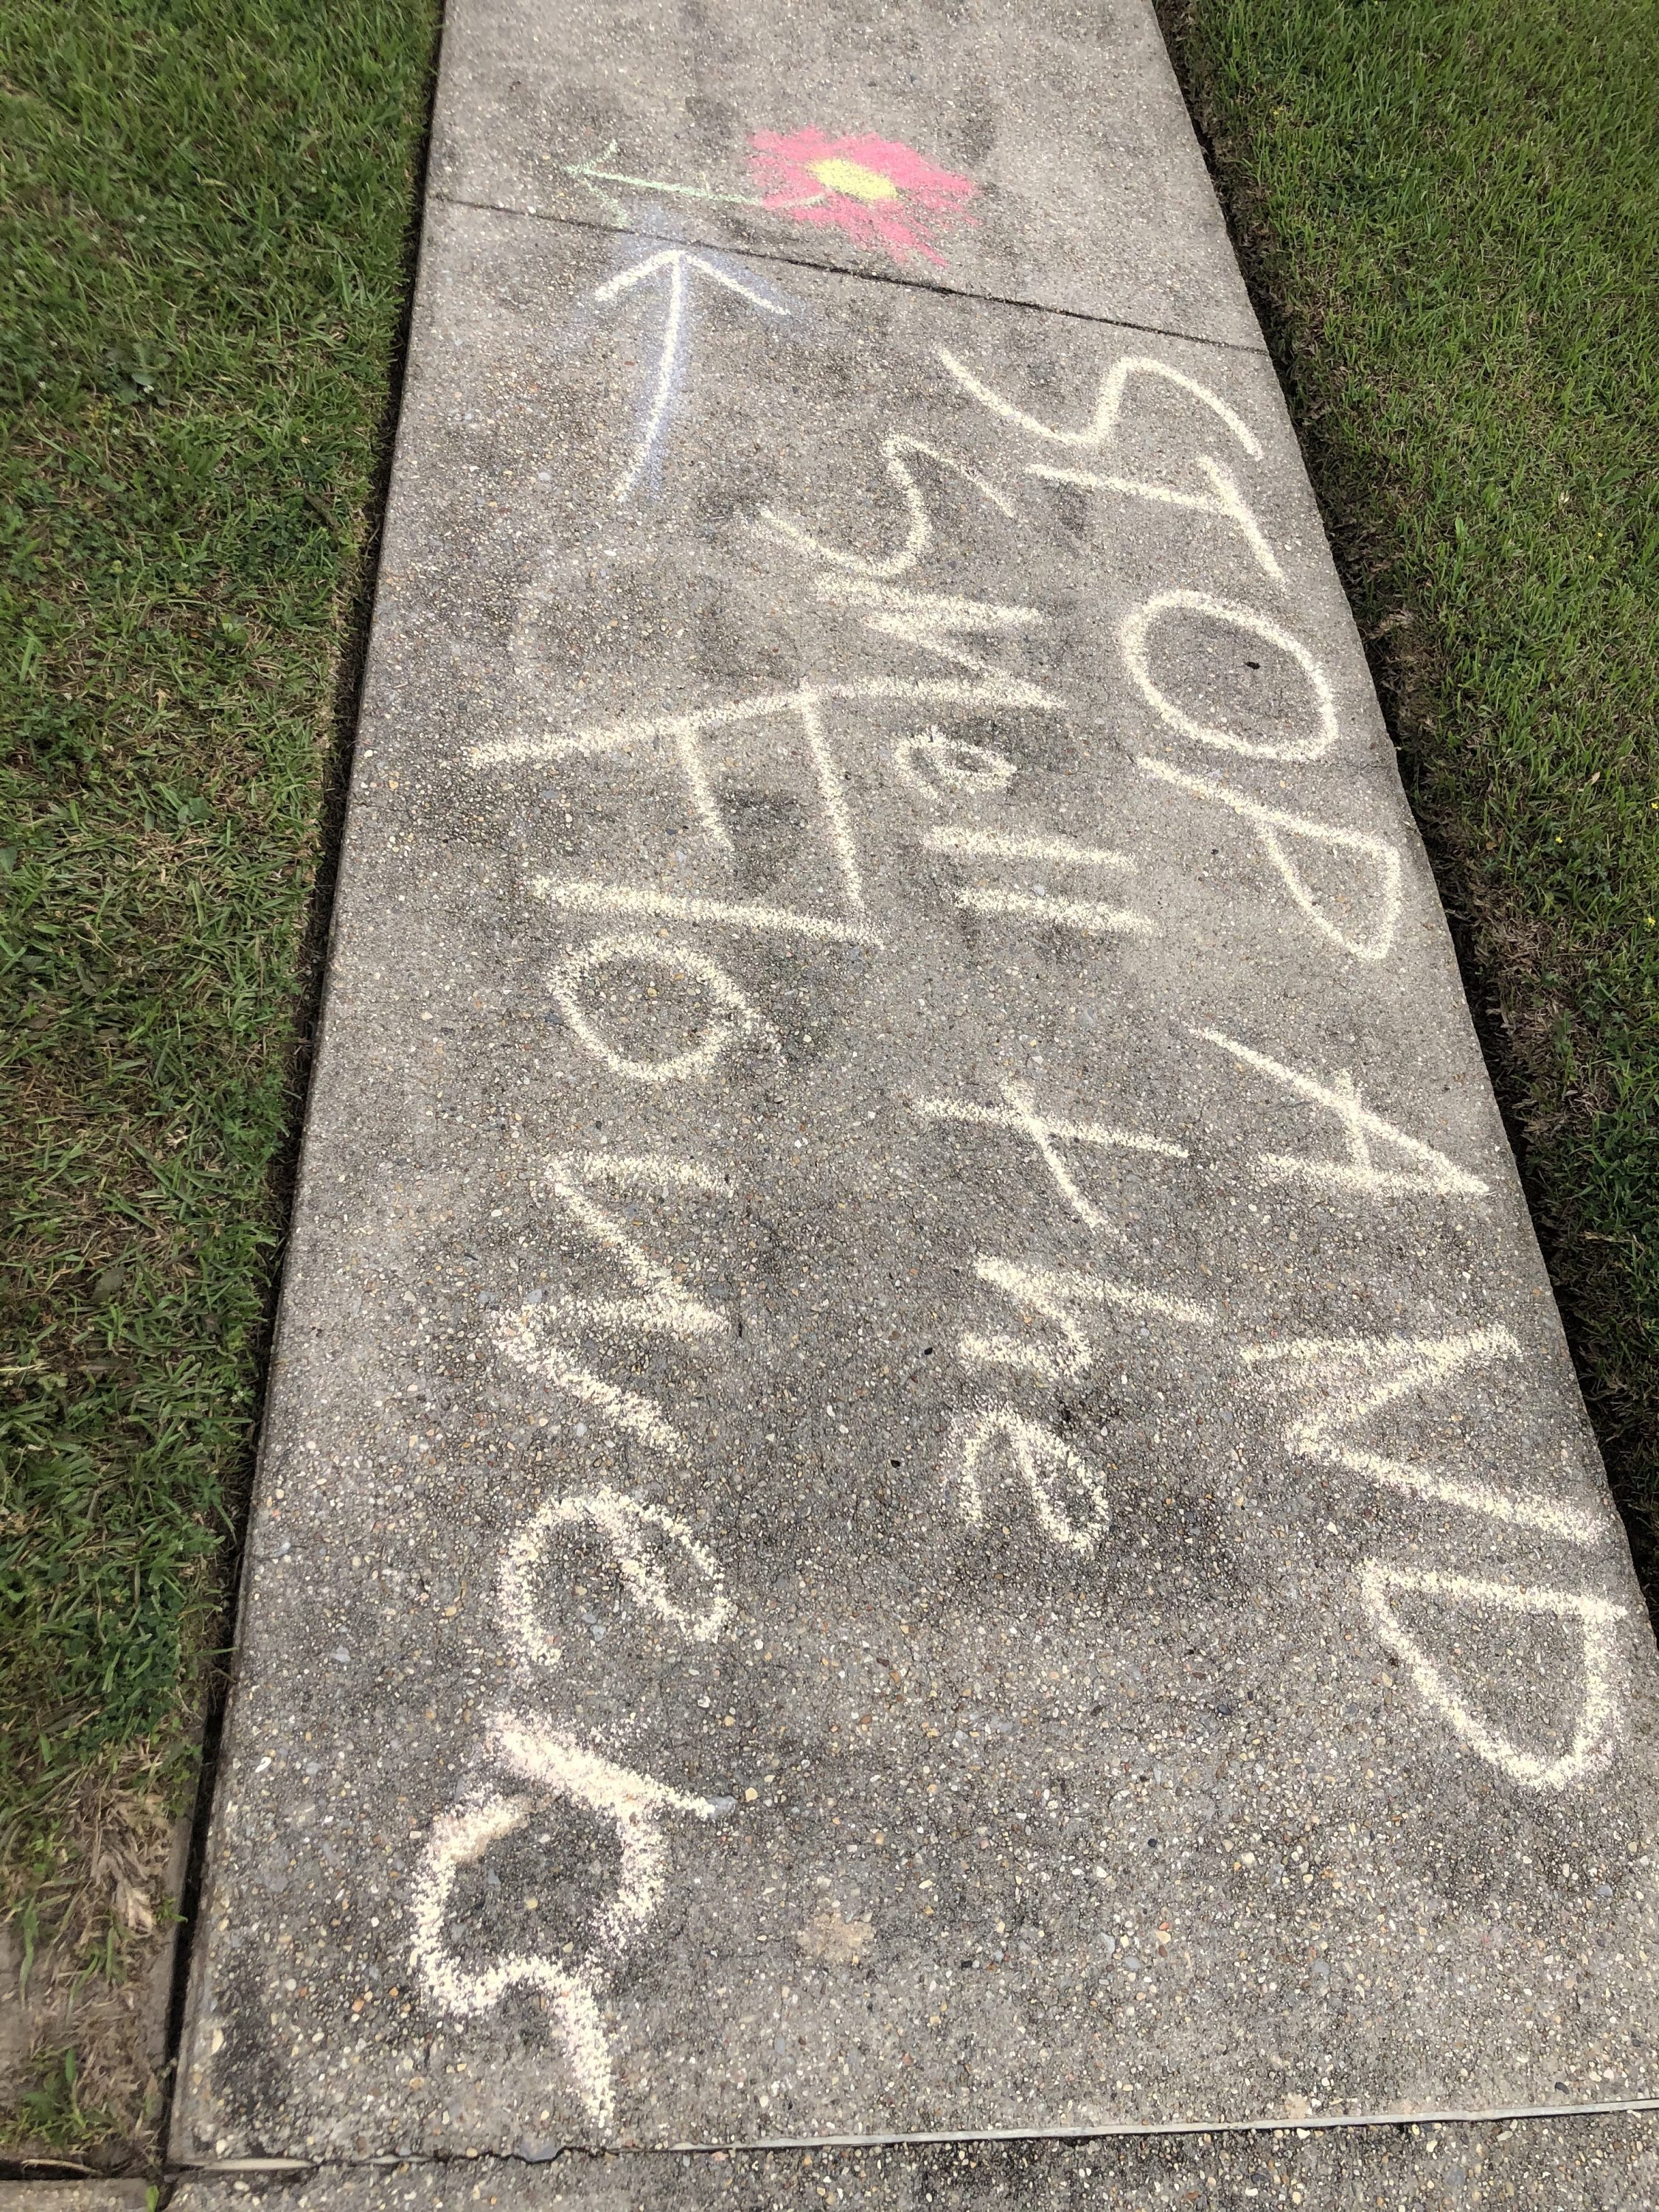 STOP AND
SMell the
Flowers